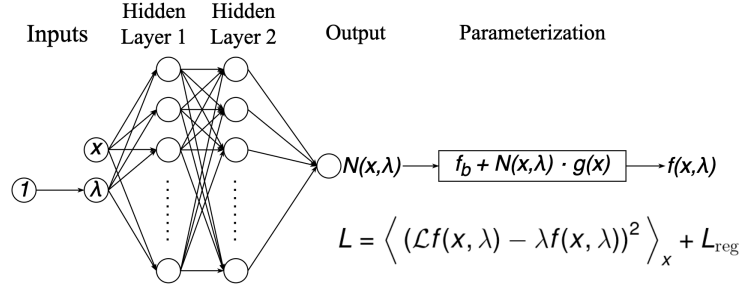 Inputs
Hidden
Layer 1
Hidden
Layer 2
Output
Parameterization
x
1
λ
N(x,λ)
f_b + N(x,λ) · g(x)
f(x,λ)
L = ⟨ (ℒf(x, λ) − λf(x, λ))² ⟩_x + L_reg